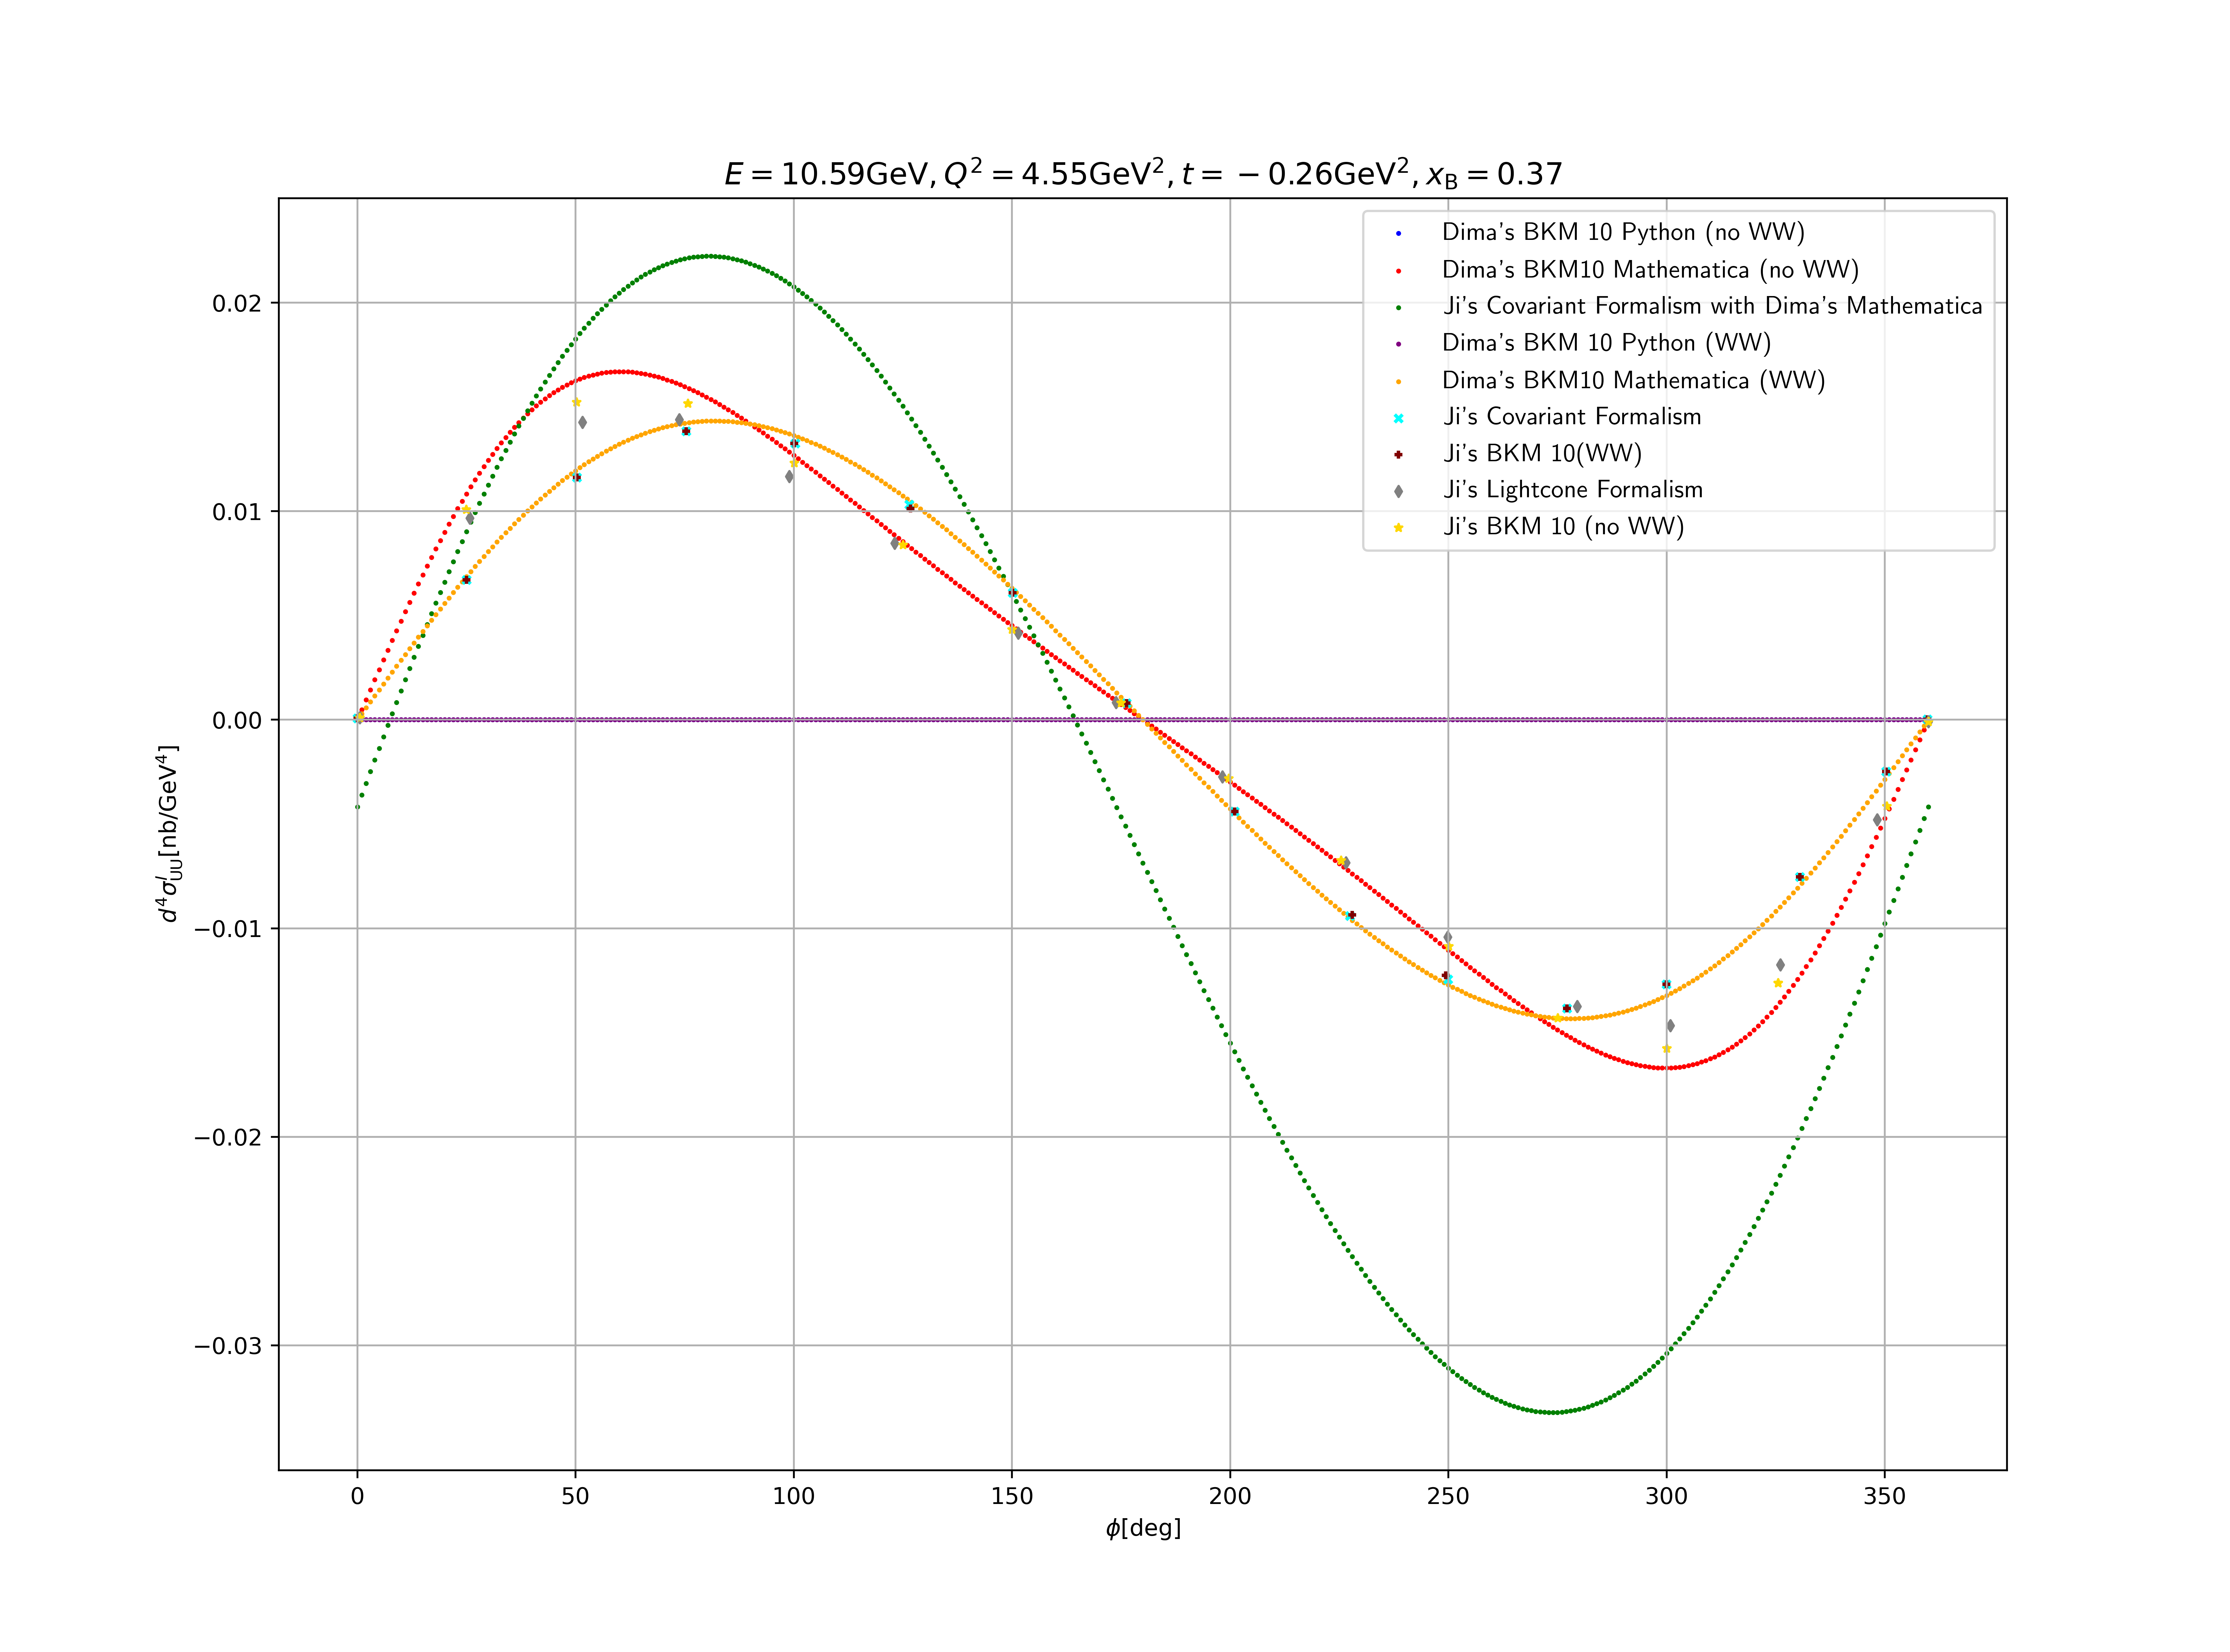 E = 10.59GeV, Q² = 4.55GeV², t = −0.26GeV², x_B = 0.37
Dima's BKM 10 Python (no WW)
Dima's BKM10 Mathematica (no WW)
Ji's Covariant Formalism with Dima's Mathematica
Dima's BKM 10 Python (WW)
Dima's BKM10 Mathematica (WW)
Ji's Covariant Formalism
Ji's BKM 10(WW)
Ji's Lightcone Formalism
Ji's BKM 10 (no WW)
d⁴σ^I_UU[nb/GeV⁴]
0.02
0.01
0.00
−0.01
−0.02
−0.03
0 50 100 150 200 250 300 350
ϕ[deg]